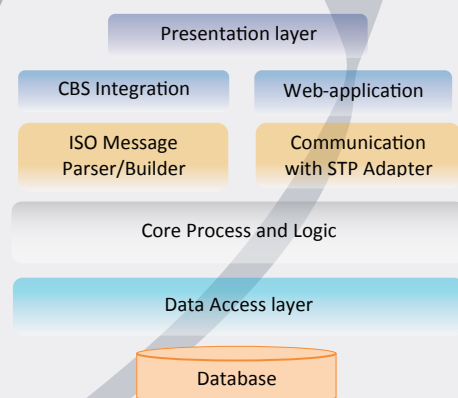 Presentation layer
CBS Integration
Web-application
ISO Message
Parser/Builder
Communication
with STP Adapter
Core Process and Logic
Data Access layer
Database